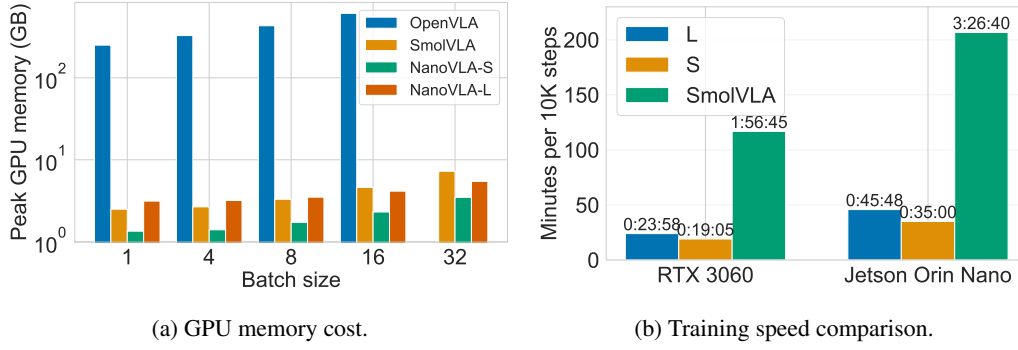 Peak GPU memory (GB)
10^2
10^1
10^0
OpenVLA
SmolVLA
NanoVLA-S
NanoVLA-L
1 4 8 16 32
Batch size
(a) GPU memory cost.
Minutes per 10K steps
200
150
100
50
0
L
S
SmolVLA
0:23:58
0:19:05
1:56:45
0:45:48
0:35:00
3:26:40
RTX 3060 Jetson Orin Nano
(b) Training speed comparison.